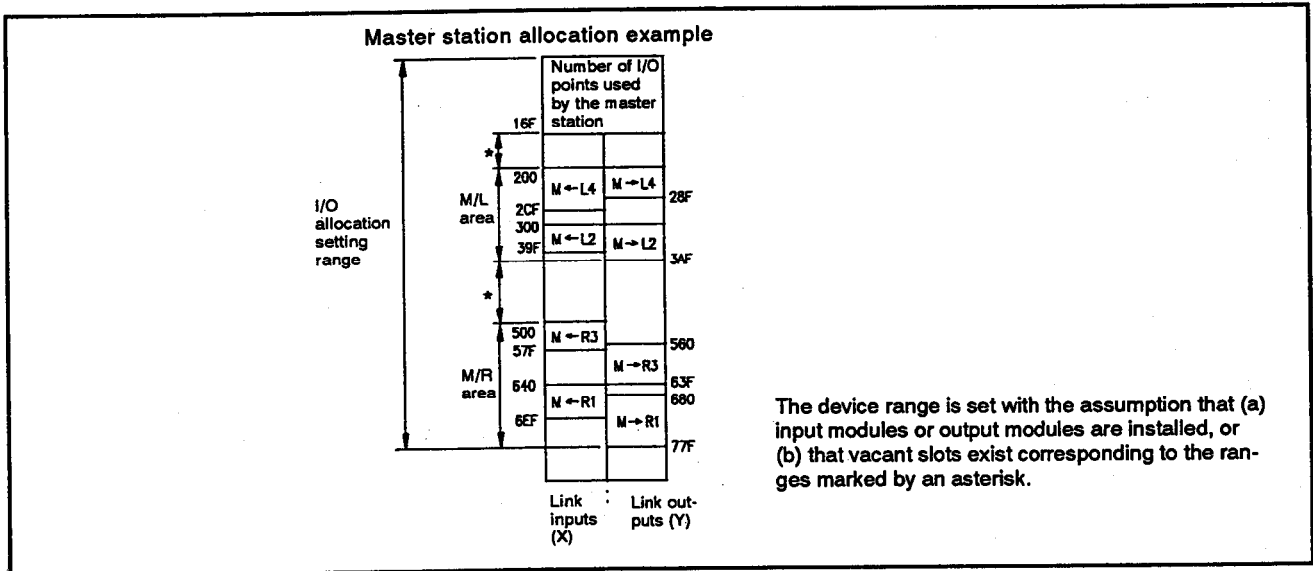 Master station allocation example
Number of I/O
points used
by the master
station
16F
*
200
M←L4
M→L4
28F
M/L
area
I/O
allocation
setting
range
2CF
300
M←L2
M→L2
39F
3AF
*
500
M←R3
560
57F
M→R3
M/R
area
640
63F
M←R1
680
6EF
M→R1
77F
The device range is set with the assumption that (a)
input modules or output modules are installed, or
(b) that vacant slots exist corresponding to the ran-
ges marked by an asterisk.
Link
inputs
(X)
:
Link out-
puts (Y)